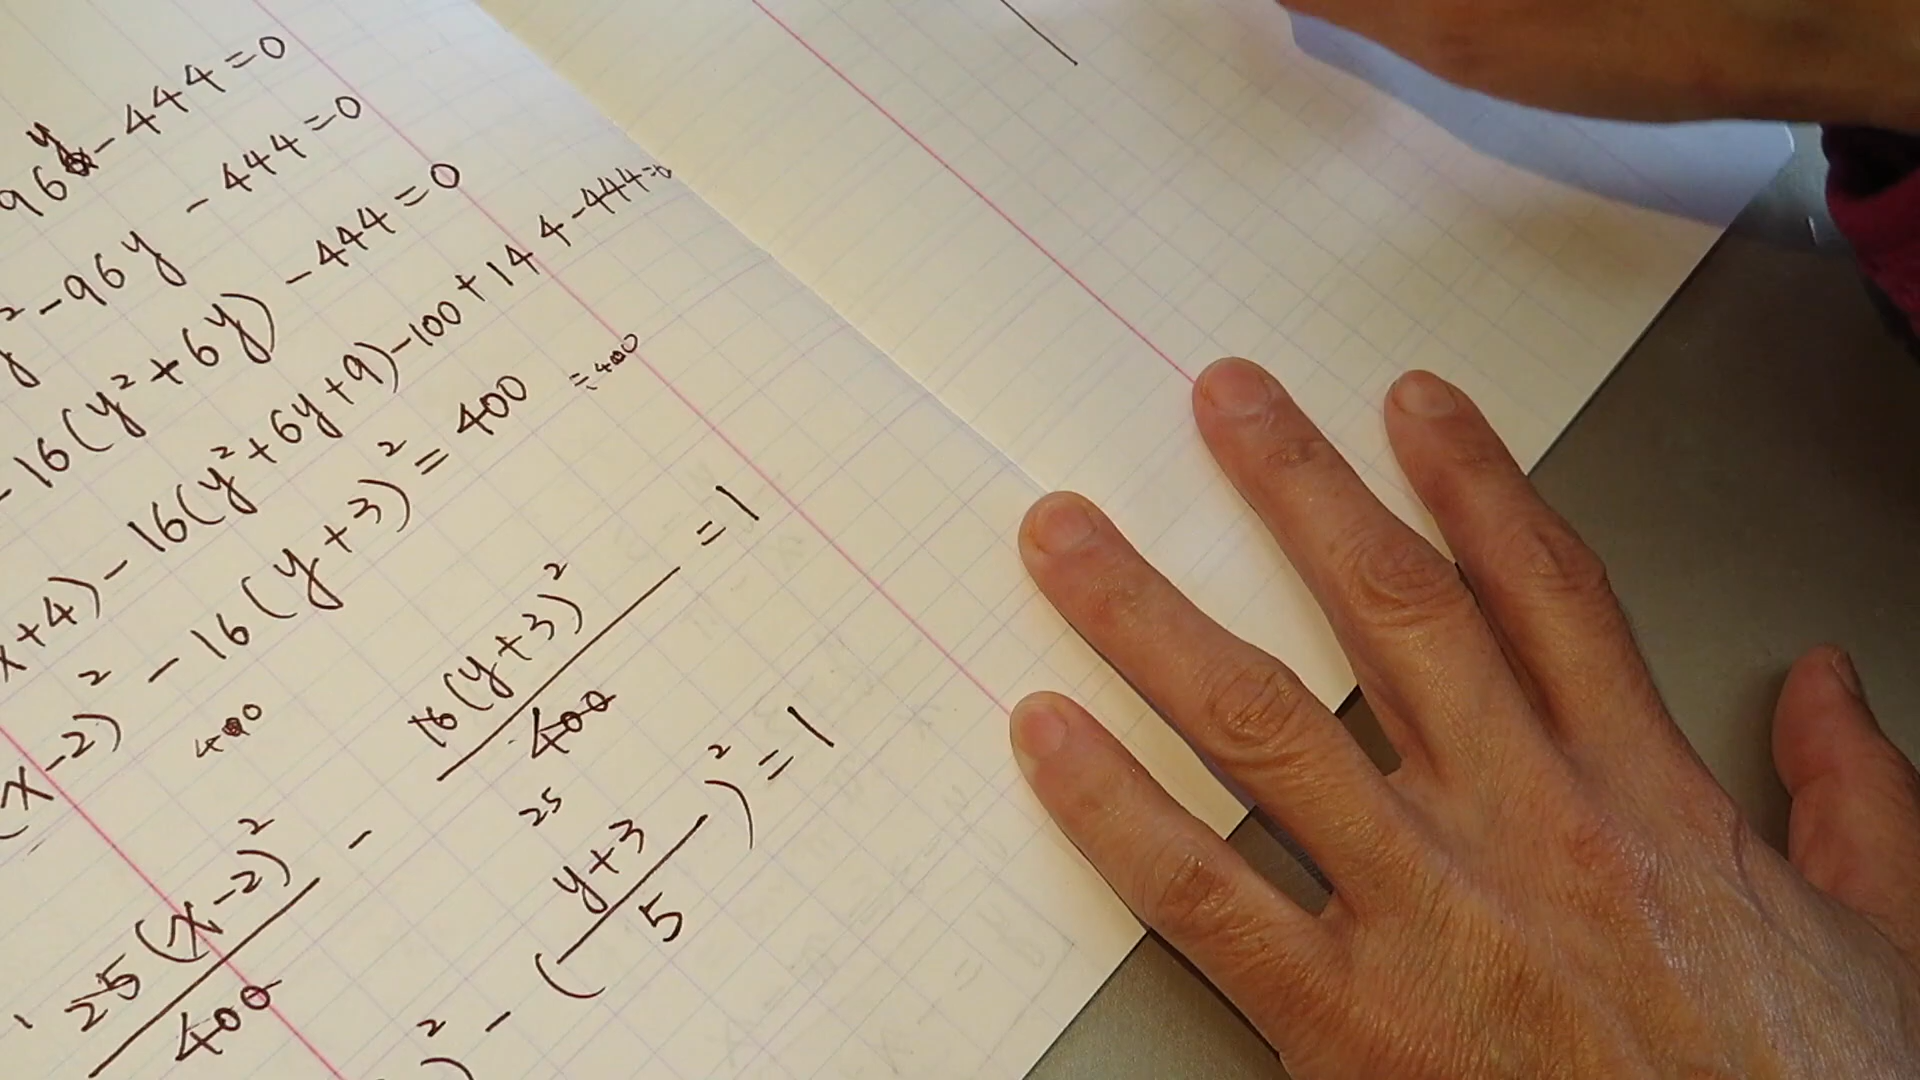 96y-444=0
²-96y -444=0
-16(y²+6y) -444=0
x+4)-16(y²+6y+9)-100+144-444=0
(x-2)² -16(y+3)²=400 =400
400
25(x-2)²/400 - 16(y+3)²/400 =1
25
)² - (y+3/5)²=1